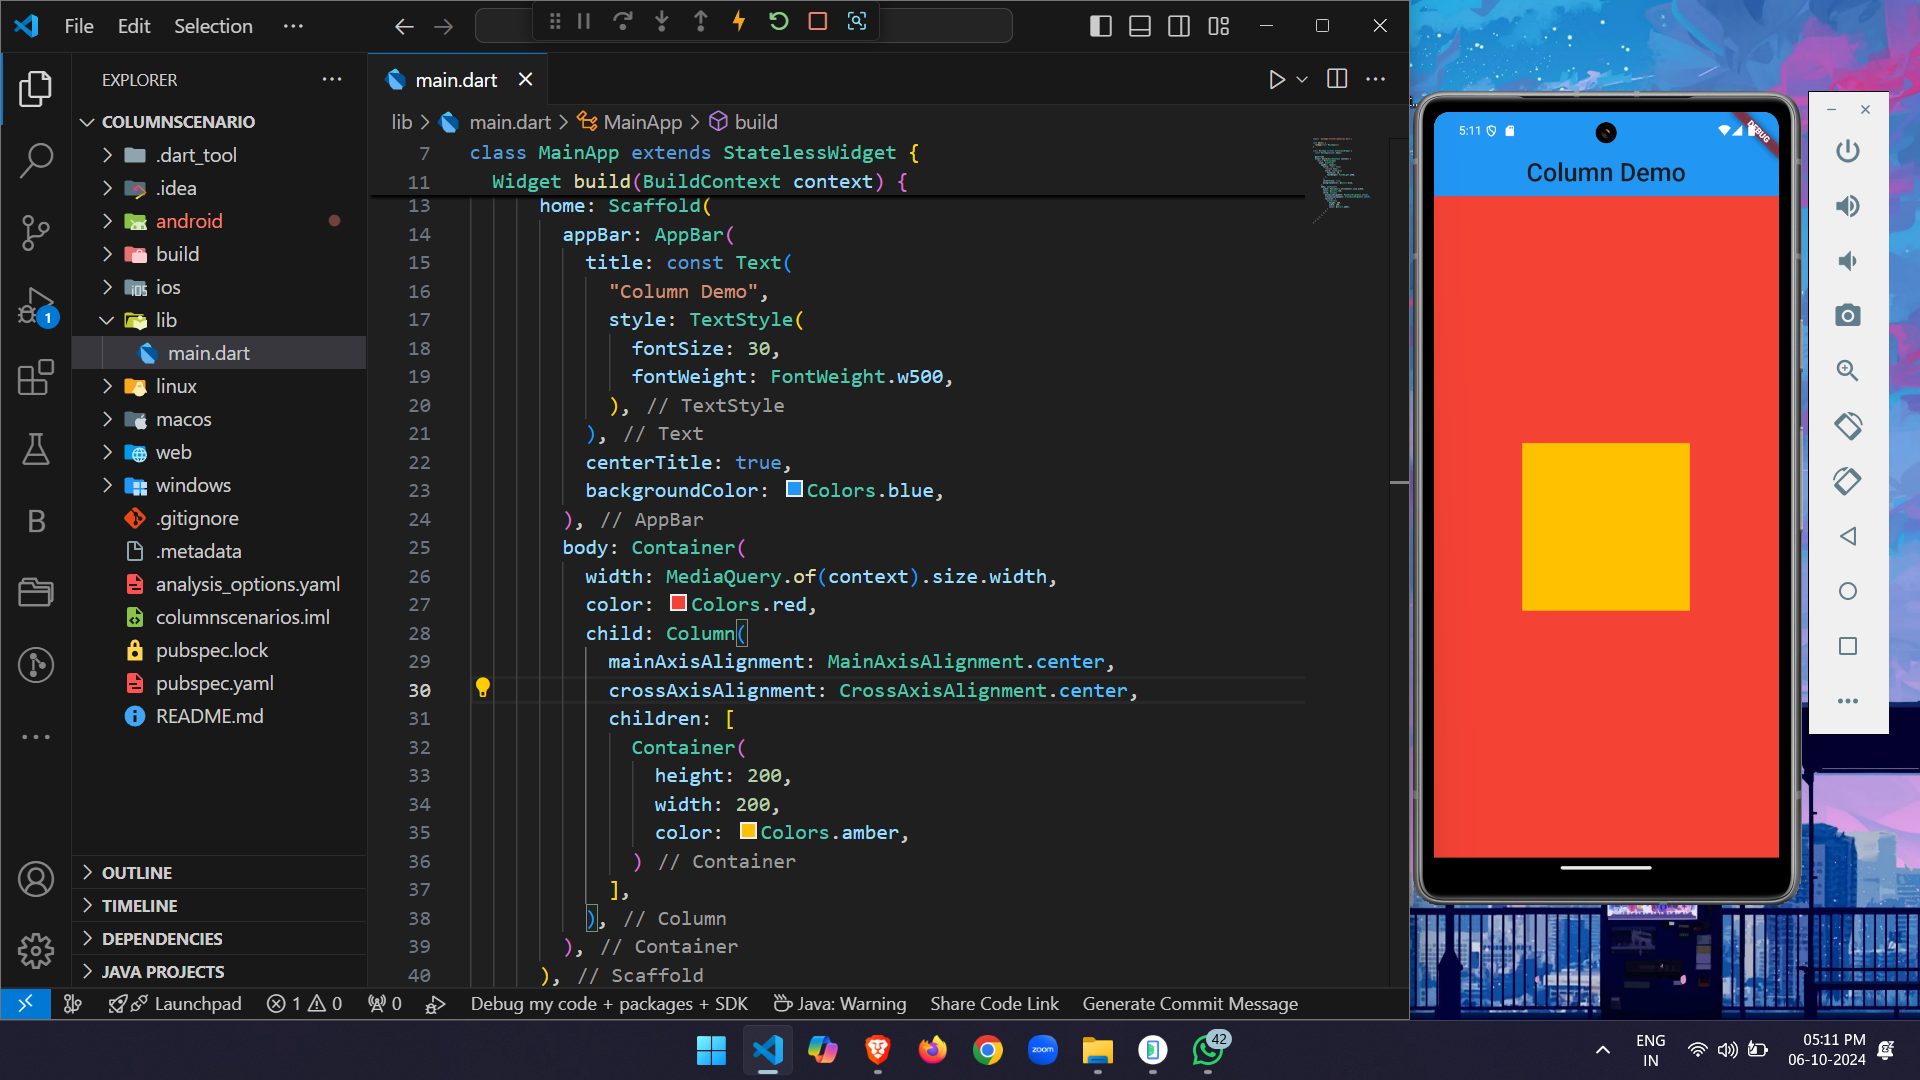 File Edit Selection ···
EXPLORER ···
COLUMNSCENARIO
.dart_tool
.idea
android
build
ios
lib
main.dart
linux
macos
web
windows
.gitignore
.metadata
analysis_options.yaml
columnscenarios.iml
pubspec.lock
pubspec.yaml
README.md
OUTLINE
TIMELINE
DEPENDENCIES
JAVA PROJECTS
1
B
main.dart
lib > main.dart > MainApp > build
7 class MainApp extends StatelessWidget {
11 Widget build(BuildContext context) {
13 home: Scaffold(
14 appBar: AppBar(
15 title: const Text(
16 "Column Demo",
17 style: TextStyle(
18 fontSize: 30,
19 fontWeight: FontWeight.w500,
20 ), // TextStyle
21 ), // Text
22 centerTitle: true,
23 backgroundColor: Colors.blue,
24 ), // AppBar
25 body: Container(
26 width: MediaQuery.of(context).size.width,
27 color: Colors.red,
28 child: Column(
29 mainAxisAlignment: MainAxisAlignment.center,
30 crossAxisAlignment: CrossAxisAlignment.center,
31 children: [
32 Container(
33 height: 200,
34 width: 200,
35 color: Colors.amber,
36 ) // Container
37 ],
38 ), // Column
39 ), // Container
40 ), // Scaffold
Launchpad 1 0 0 Debug my code + packages + SDK Java: Warning Share Code Link Generate Commit Message
5:11
DEBUG
Column Demo
zoom
42
ENG
IN
05:11 PM
06-10-2024